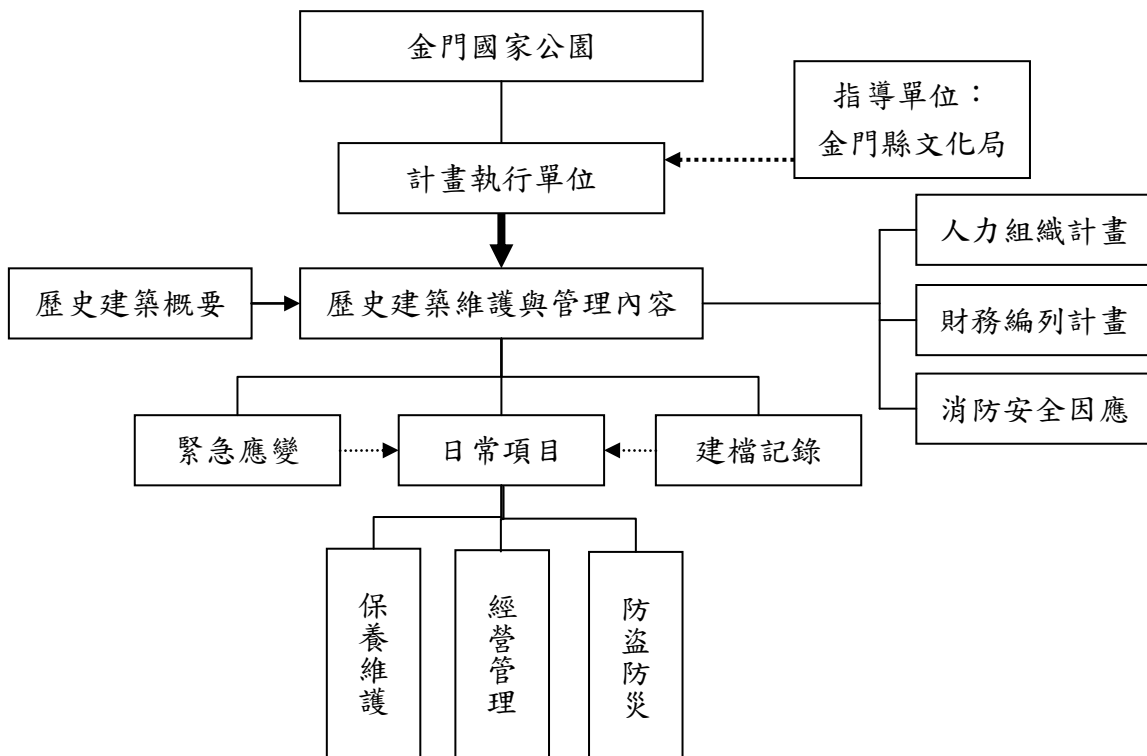 金門國家公園
指導單位：
金門縣文化局
計畫執行單位
人力組織計畫
歷史建築概要
歷史建築維護與管理內容
財務編列計畫
消防安全因應
緊急應變
日常項目
建檔記錄
保養維護
經營管理
防盜防災